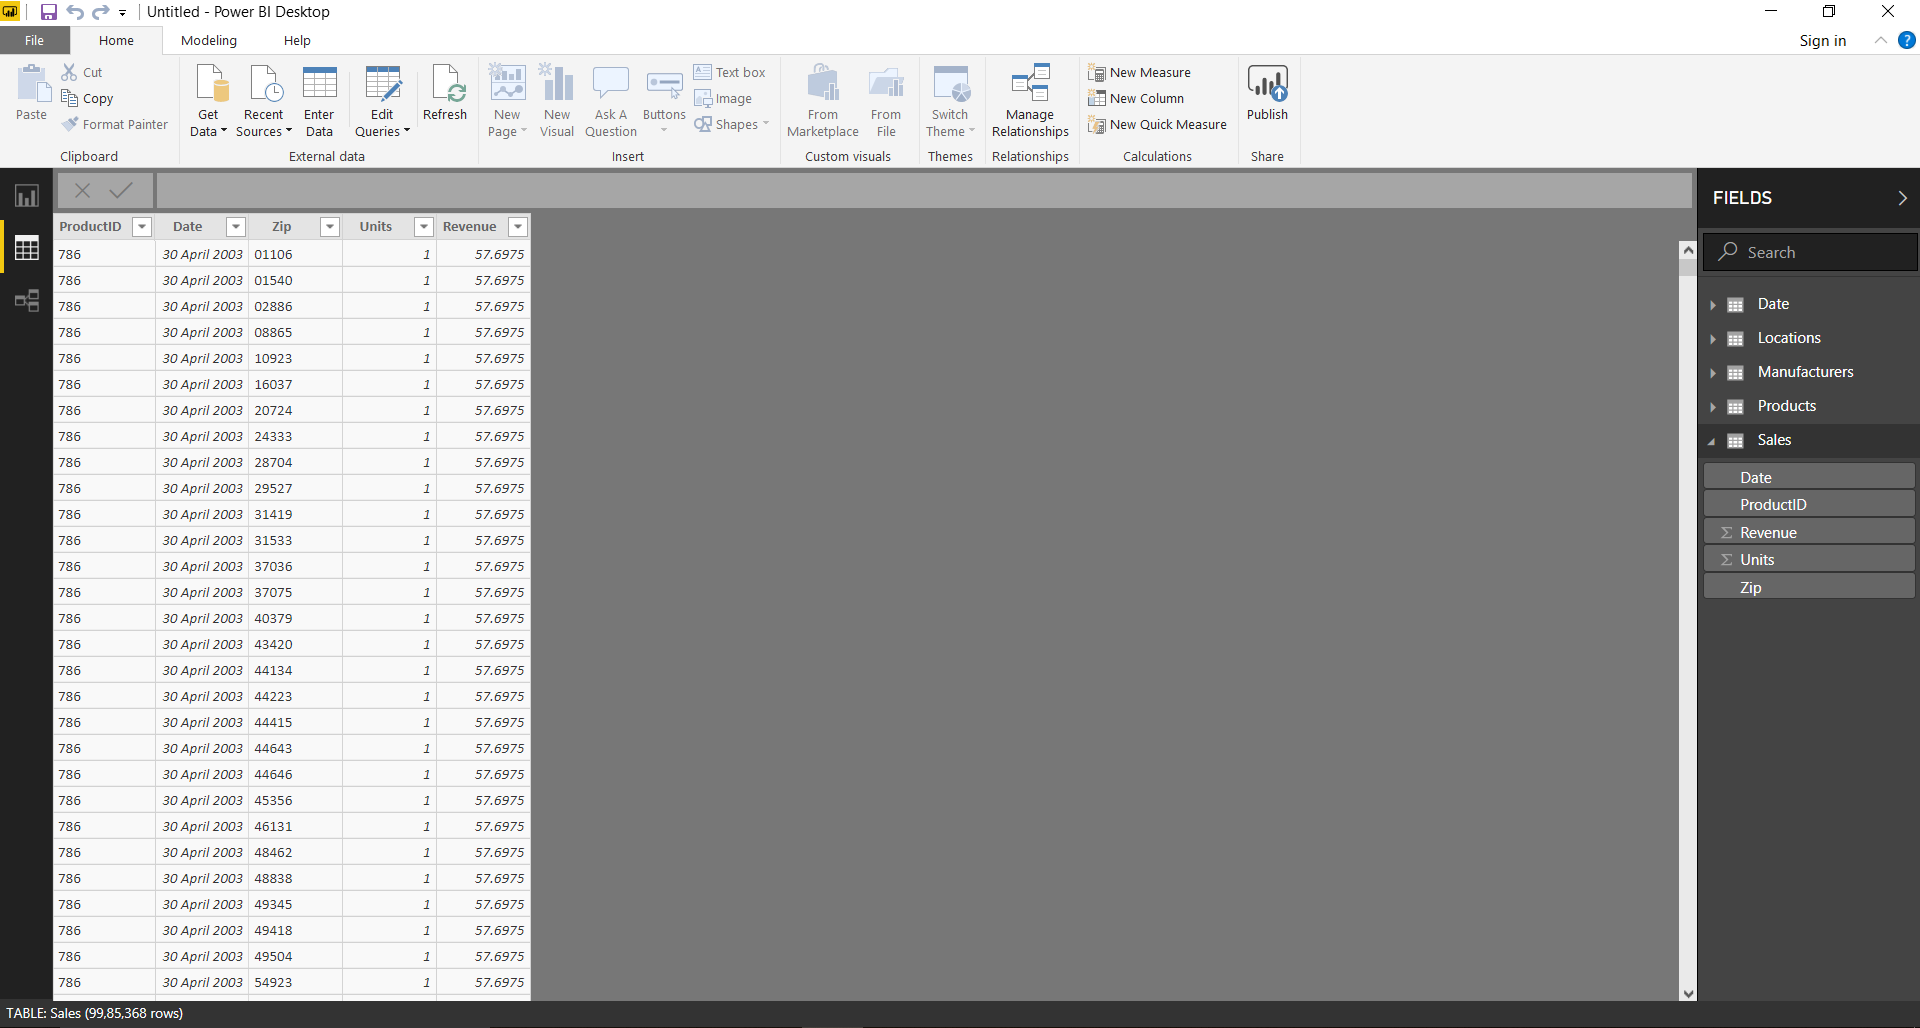 Untitled - Power BI Desktop
File Home Modeling Help Sign in ?
Paste
Cut
Copy
Format Painter
Clipboard
Get Data
Recent Sources
Enter Data
Edit Queries
Refresh
External data
New Page
New Visual
Ask A Question
Buttons
Text box
Image
Shapes
Insert
From Marketplace
From File
Custom visuals
Switch Theme
Themes
Manage Relationships
Relationships
New Measure
New Column
New Quick Measure
Calculations
Publish
Share
ProductID Date Zip Units Revenue
786 30 April 2003 01106 1 57.6975
786 30 April 2003 01540 1 57.6975
786 30 April 2003 02886 1 57.6975
786 30 April 2003 08865 1 57.6975
786 30 April 2003 10923 1 57.6975
786 30 April 2003 16037 1 57.6975
786 30 April 2003 20724 1 57.6975
786 30 April 2003 24333 1 57.6975
786 30 April 2003 28704 1 57.6975
786 30 April 2003 29527 1 57.6975
786 30 April 2003 31419 1 57.6975
786 30 April 2003 31533 1 57.6975
786 30 April 2003 37036 1 57.6975
786 30 April 2003 37075 1 57.6975
786 30 April 2003 40379 1 57.6975
786 30 April 2003 43420 1 57.6975
786 30 April 2003 44134 1 57.6975
786 30 April 2003 44223 1 57.6975
786 30 April 2003 44415 1 57.6975
786 30 April 2003 44643 1 57.6975
786 30 April 2003 44646 1 57.6975
786 30 April 2003 45356 1 57.6975
786 30 April 2003 46131 1 57.6975
786 30 April 2003 48462 1 57.6975
786 30 April 2003 48838 1 57.6975
786 30 April 2003 49345 1 57.6975
786 30 April 2003 49418 1 57.6975
786 30 April 2003 49504 1 57.6975
786 30 April 2003 54923 1 57.6975
FIELDS
Search
Date
Locations
Manufacturers
Products
Sales
Date
ProductID
Σ Revenue
Σ Units
Zip
TABLE: Sales (99,85,368 rows)